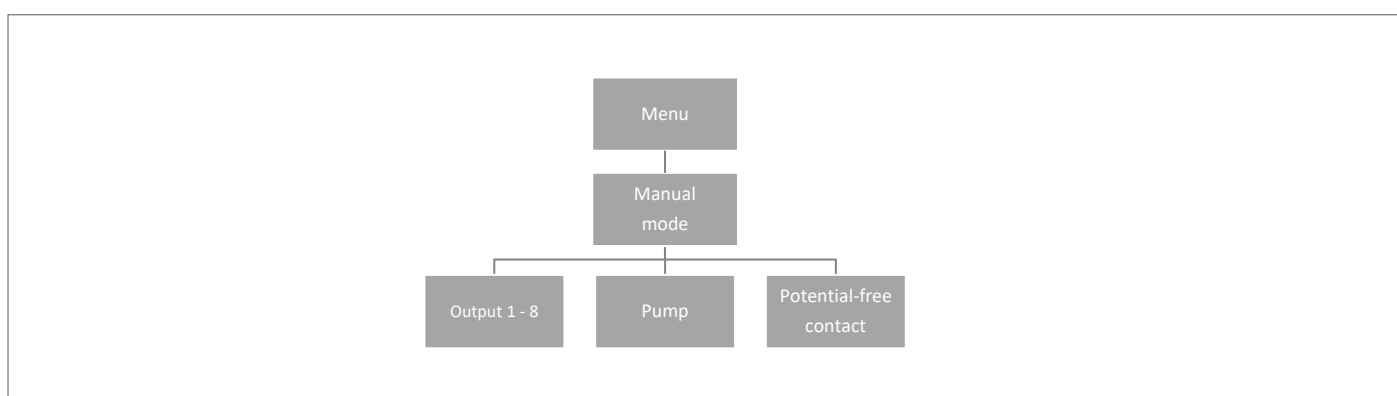 Menu
Manual
mode
Output 1 - 8
Pump
Potential-free
contact